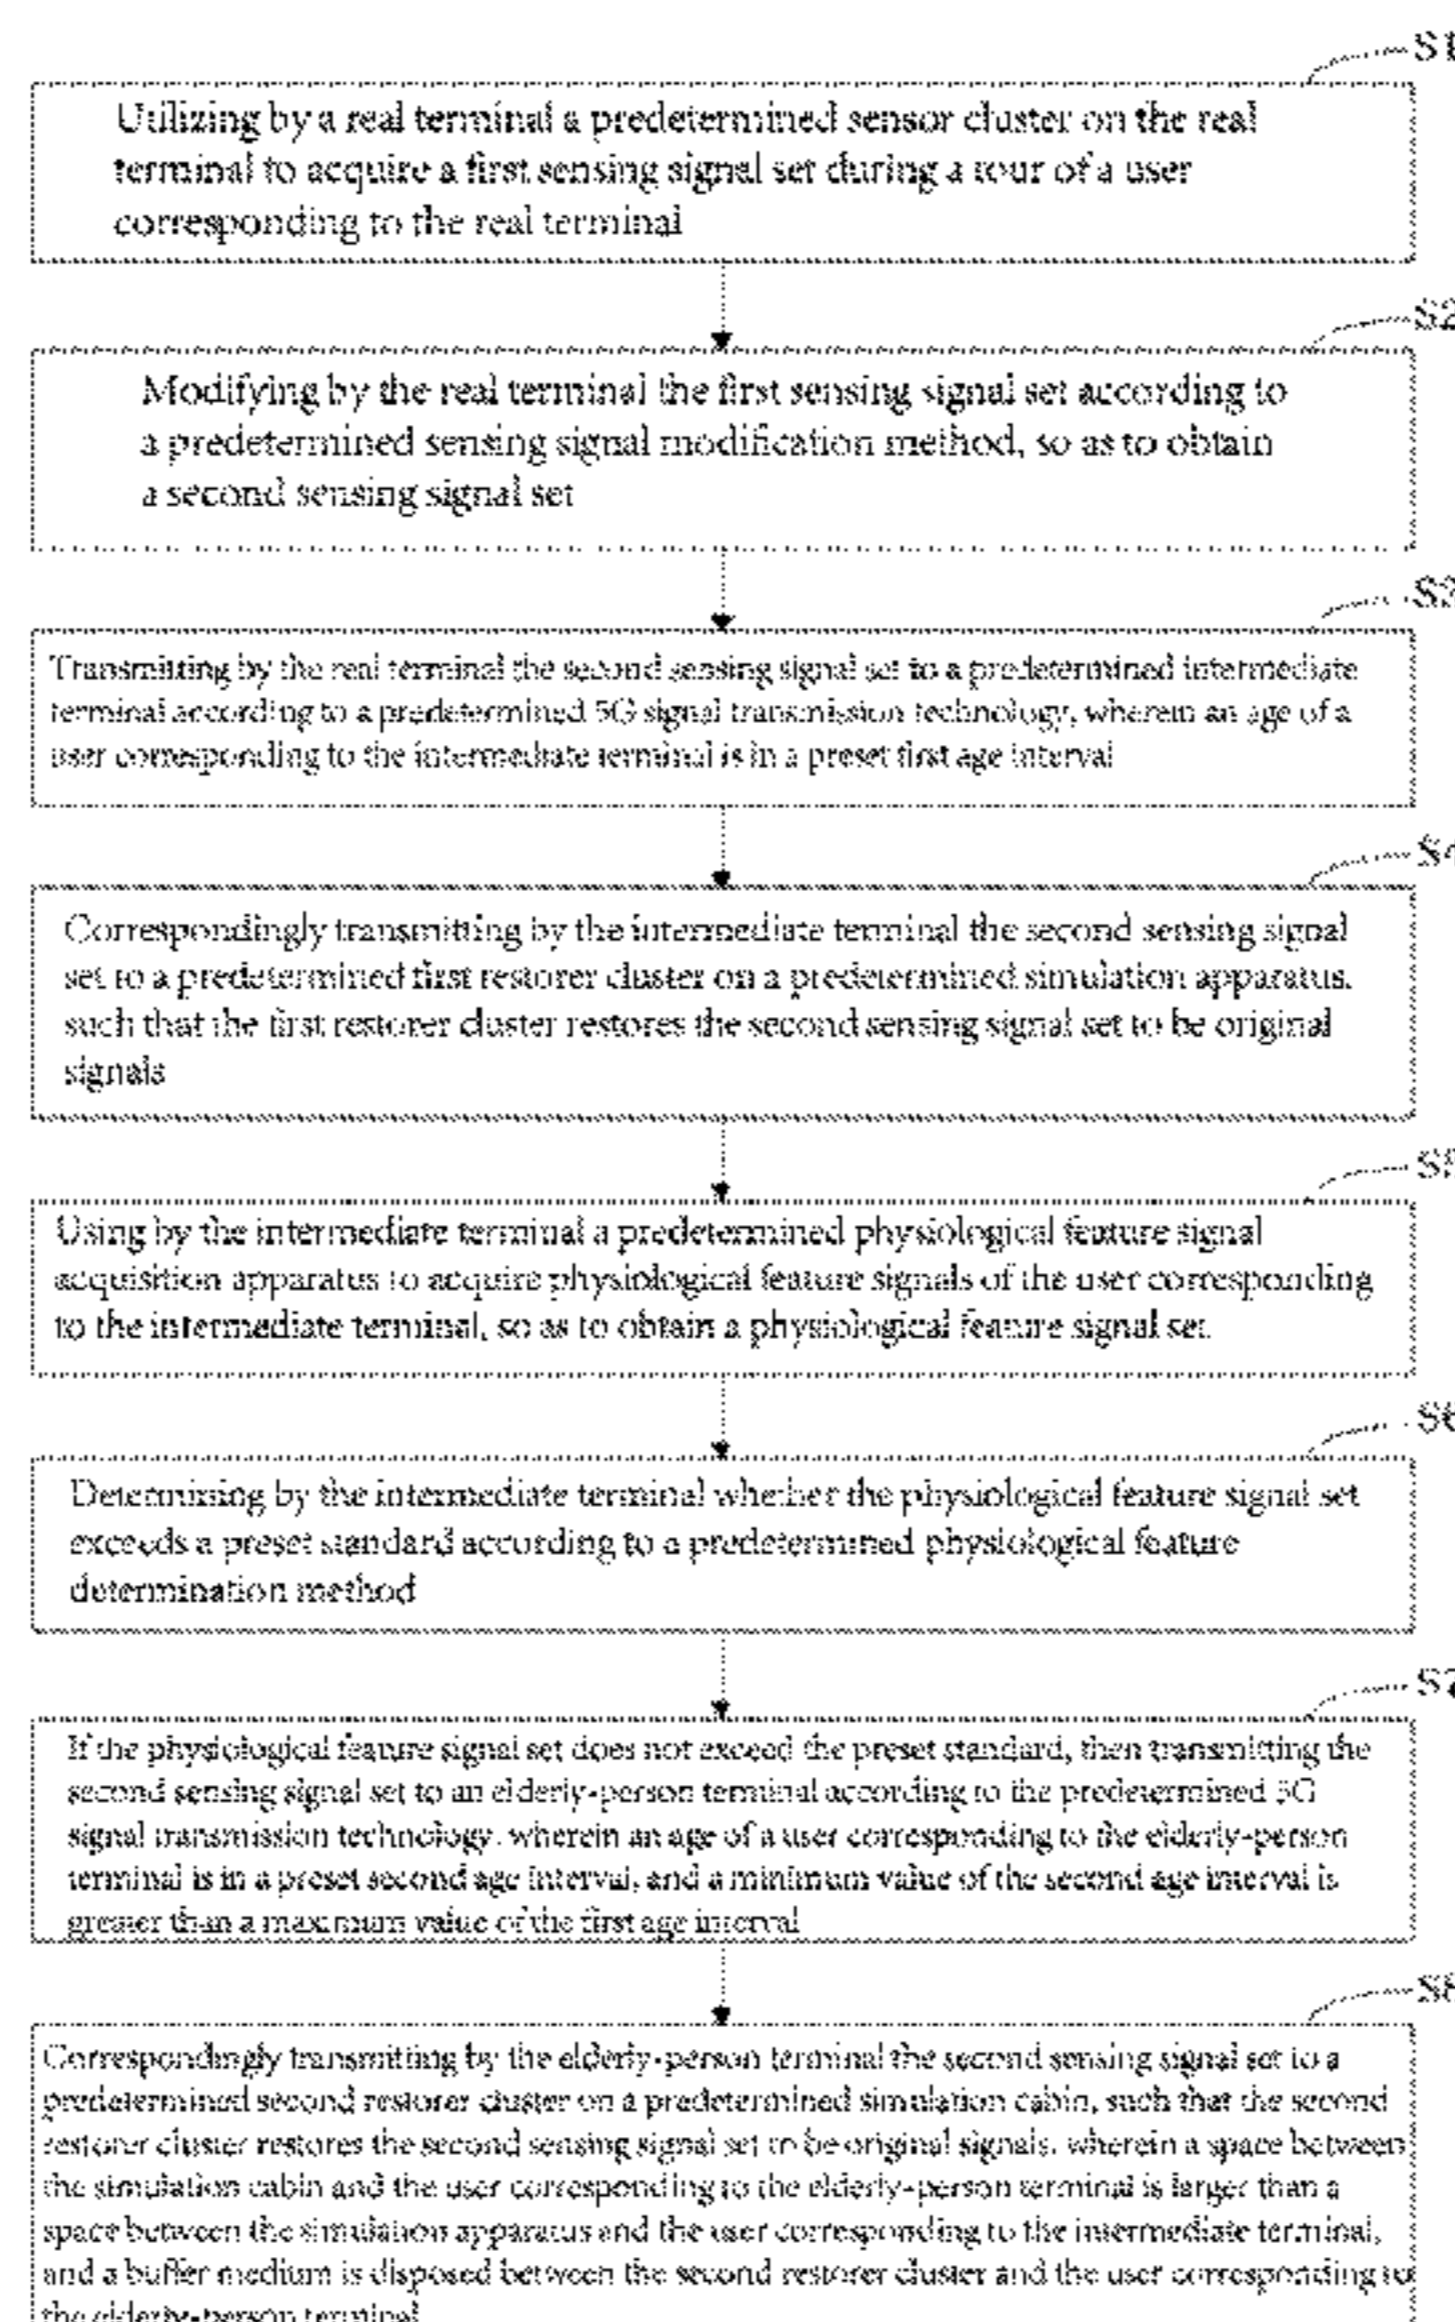 S1
Utilizing by a real terminal a predetermined sensor cluster on the real
terminal to acquire a first sensing signal set during a tour of a user
corresponding to the real terminal
S2
Modifying by the real terminal the first sensing signal set according to
a predetermined sensing signal modification method, so as to obtain
a second sensing signal set
S3
Transmitting by the real terminal the second sensing signal set to a predetermined intermediate
terminal according to a predetermined 5G signal transmission technology, wherein an age of a
user corresponding to the intermediate terminal is in a preset first age interval
S4
Correspondingly transmitting by the intermediate terminal the second sensing signal
set to a predetermined first restorer cluster on a predetermined simulation apparatus,
such that the first restorer cluster restores the second sensing signal set to be original
signals
S5
Using by the intermediate terminal a predetermined physiological feature signal
acquisition apparatus to acquire physiological feature signals of the user corresponding
to the intermediate terminal, so as to obtain a physiological feature signal set
S6
Determining by the intermediate terminal whether the physiological feature signal set
exceeds a preset standard according to a predetermined physiological feature
determination method
S7
If the physiological feature signal set does not exceed the preset standard, then transmitting the
second sensing signal set to an elderly-person terminal according to the predetermined 5G
signal transmission technology, wherein an age of a user corresponding to the elderly-person
terminal is in a preset second age interval, and a minimum value of the second age interval is
greater than a maximum value of the first age interval
S8
Correspondingly transmitting by the elderly-person terminal the second sensing signal set to a
predetermined second restorer cluster on a predetermined simulation cabin, such that the second
restorer cluster restores the second sensing signal set to be original signals, wherein a space between
the simulation cabin and the user corresponding to the elderly-person terminal is larger than a
space between the simulation apparatus and the user corresponding to the intermediate terminal,
and a buffer medium is disposed between the second restorer cluster and the user corresponding to
the elderly-person terminal